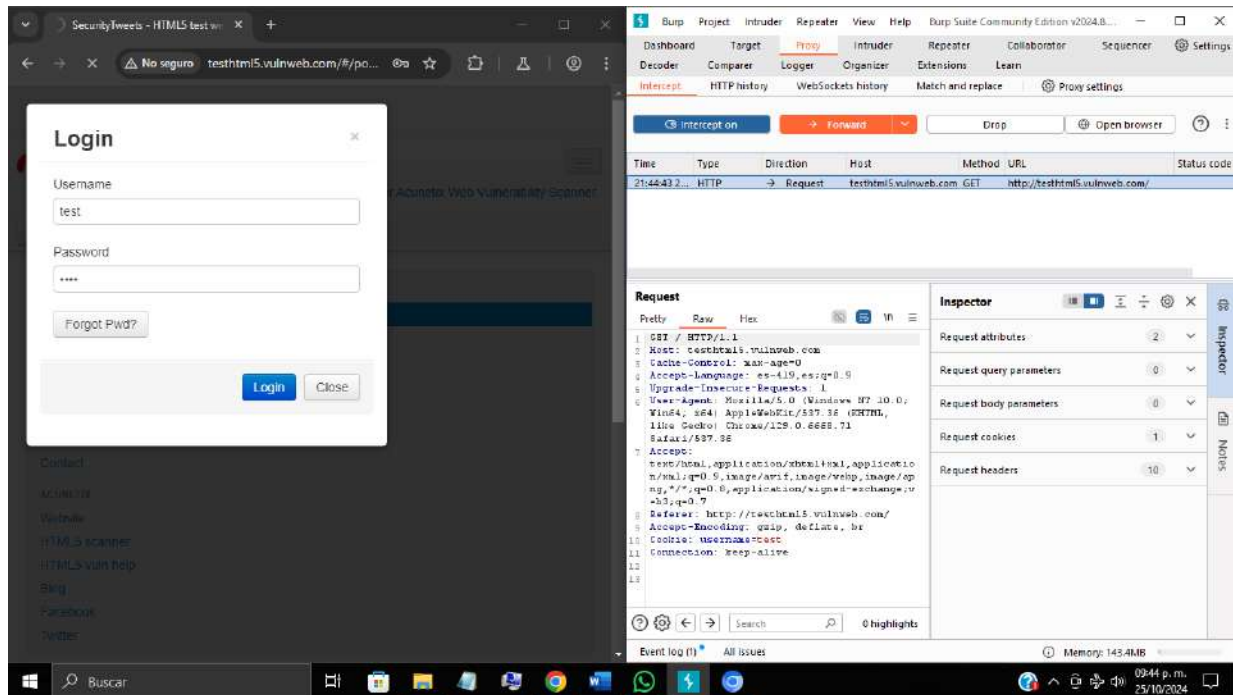 SecurityTweets - HTML5 test w
No seguro testhtml5.vulnweb.com/#/po...
Login
Username
test
Password
••••
Forgot Pwd?
Login Close
Acunetix Web Vulnerability Scanner
Contact
ACUNETIX
Website
HTML5 scanner
HTML5 vuln help
Blog
Facebook
Twitter
Burp Project Intruder Repeater View Help Burp Suite Community Edition v2024.8....
Dashboard Target Proxy Intruder Repeater Collaborator Sequencer Settings
Decoder Comparer Logger Organizer Extensions Learn
Intercept HTTP history WebSockets history Match and replace Proxy settings
Intercept on Forward Drop Open browser
Time Type Direction Host Method URL Status code
21:44:43 2... HTTP → Request testhtml5.vulnweb.com GET http://testhtml5.vulnweb.com/
Request
Pretty Raw Hex \n
1 GET / HTTP/1.1
2 Host: testhtml5.vulnweb.com
3 Cache-Control: max-age=0
4 Accept-Language: es-419,es;q=0.9
5 Upgrade-Insecure-Requests: 1
6 User-Agent: Mozilla/5.0 (Windows NT 10.0;
Win64; x64) AppleWebKit/537.36 (KHTML,
like Gecko) Chrome/129.0.6668.71
Safari/537.36
7 Accept:
text/html,application/xhtml+xml,applicatio
n/xml;q=0.9,image/avif,image/webp,image/ap
ng,*/*;q=0.8,application/signed-exchange;v
=b3;q=0.7
8 Referer: http://testhtml5.vulnweb.com/
9 Accept-Encoding: gzip, deflate, br
10 Cookie: username=test
11 Connection: keep-alive
12
13
Search 0 highlights
Inspector
Request attributes 2
Request query parameters 0
Request body parameters 0
Request cookies 1
Request headers 10
Inspector
Notes
Event log (1) All issues Memory: 143.4MB
Buscar
09:44 p. m.
25/10/2024